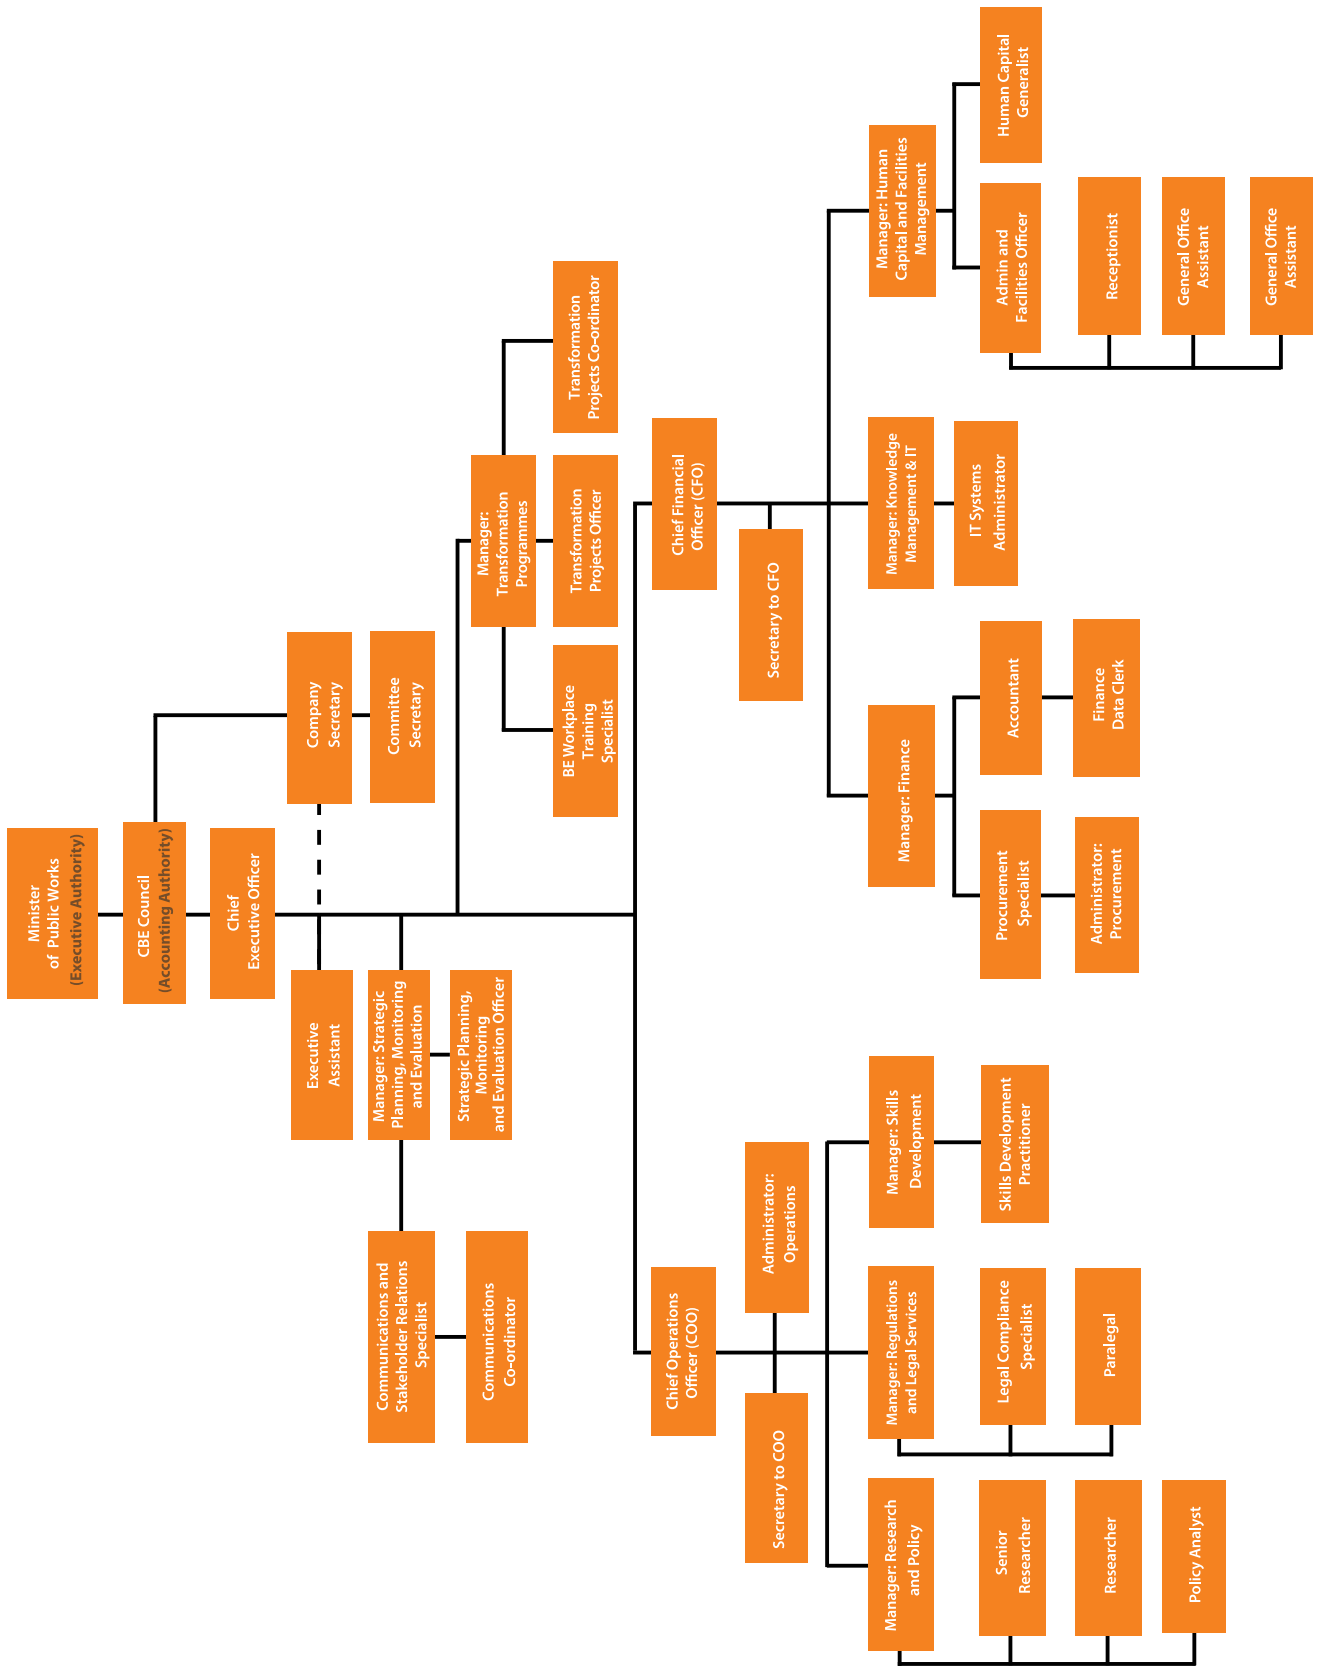 Minister
of Public Works
(Executive Authority)
CBE Council
(Accounting Authority)
Chief
Executive Officer
Company
Secretary
Committee
Secretary
Executive
Assistant
Manager: Strategic
Planning, Monitoring
and Evaluation
Strategic Planning,
Monitoring
and Evaluation Officer
Communications and
Stakeholder Relations
Specialist
Communications
Co-ordinator
Manager:
Transformation
Programmes
BE Workplace
Training
Specialist
Transformation
Projects Officer
Transformation
Projects Co-ordinator
Chief Operations
Officer (COO)
Secretary to COO
Administrator:
Operations
Manager: Research
and Policy
Senior
Researcher
Researcher
Policy Analyst
Manager: Regulations
and Legal Services
Legal Compliance
Specialist
Paralegal
Manager: Skills
Development
Skills Development
Practitioner
Chief Financial
Officer (CFO)
Secretary to CFO
Manager: Finance
Procurement
Specialist
Administrator:
Procurement
Accountant
Finance
Data Clerk
Manager: Knowledge
Management & IT
IT Systems
Administrator
Manager: Human
Capital and Facilities
Management
Admin and
Facilities Officer
Receptionist
General Office
Assistant
General Office
Assistant
Human Capital
Generalist